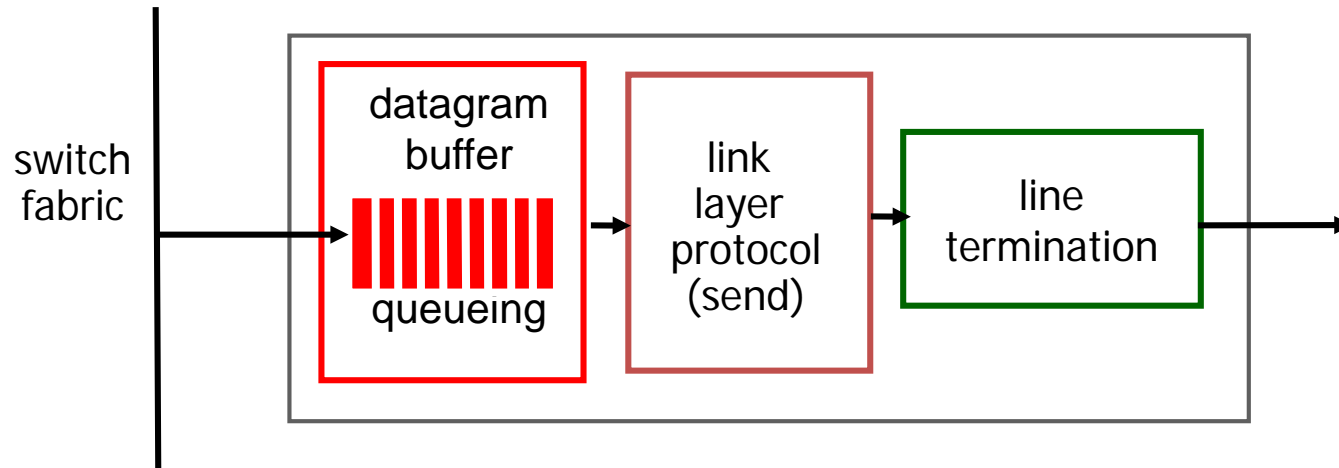 switch
fabric
datagram
buffer
queueing
link
layer
protocol
(send)
line
termination